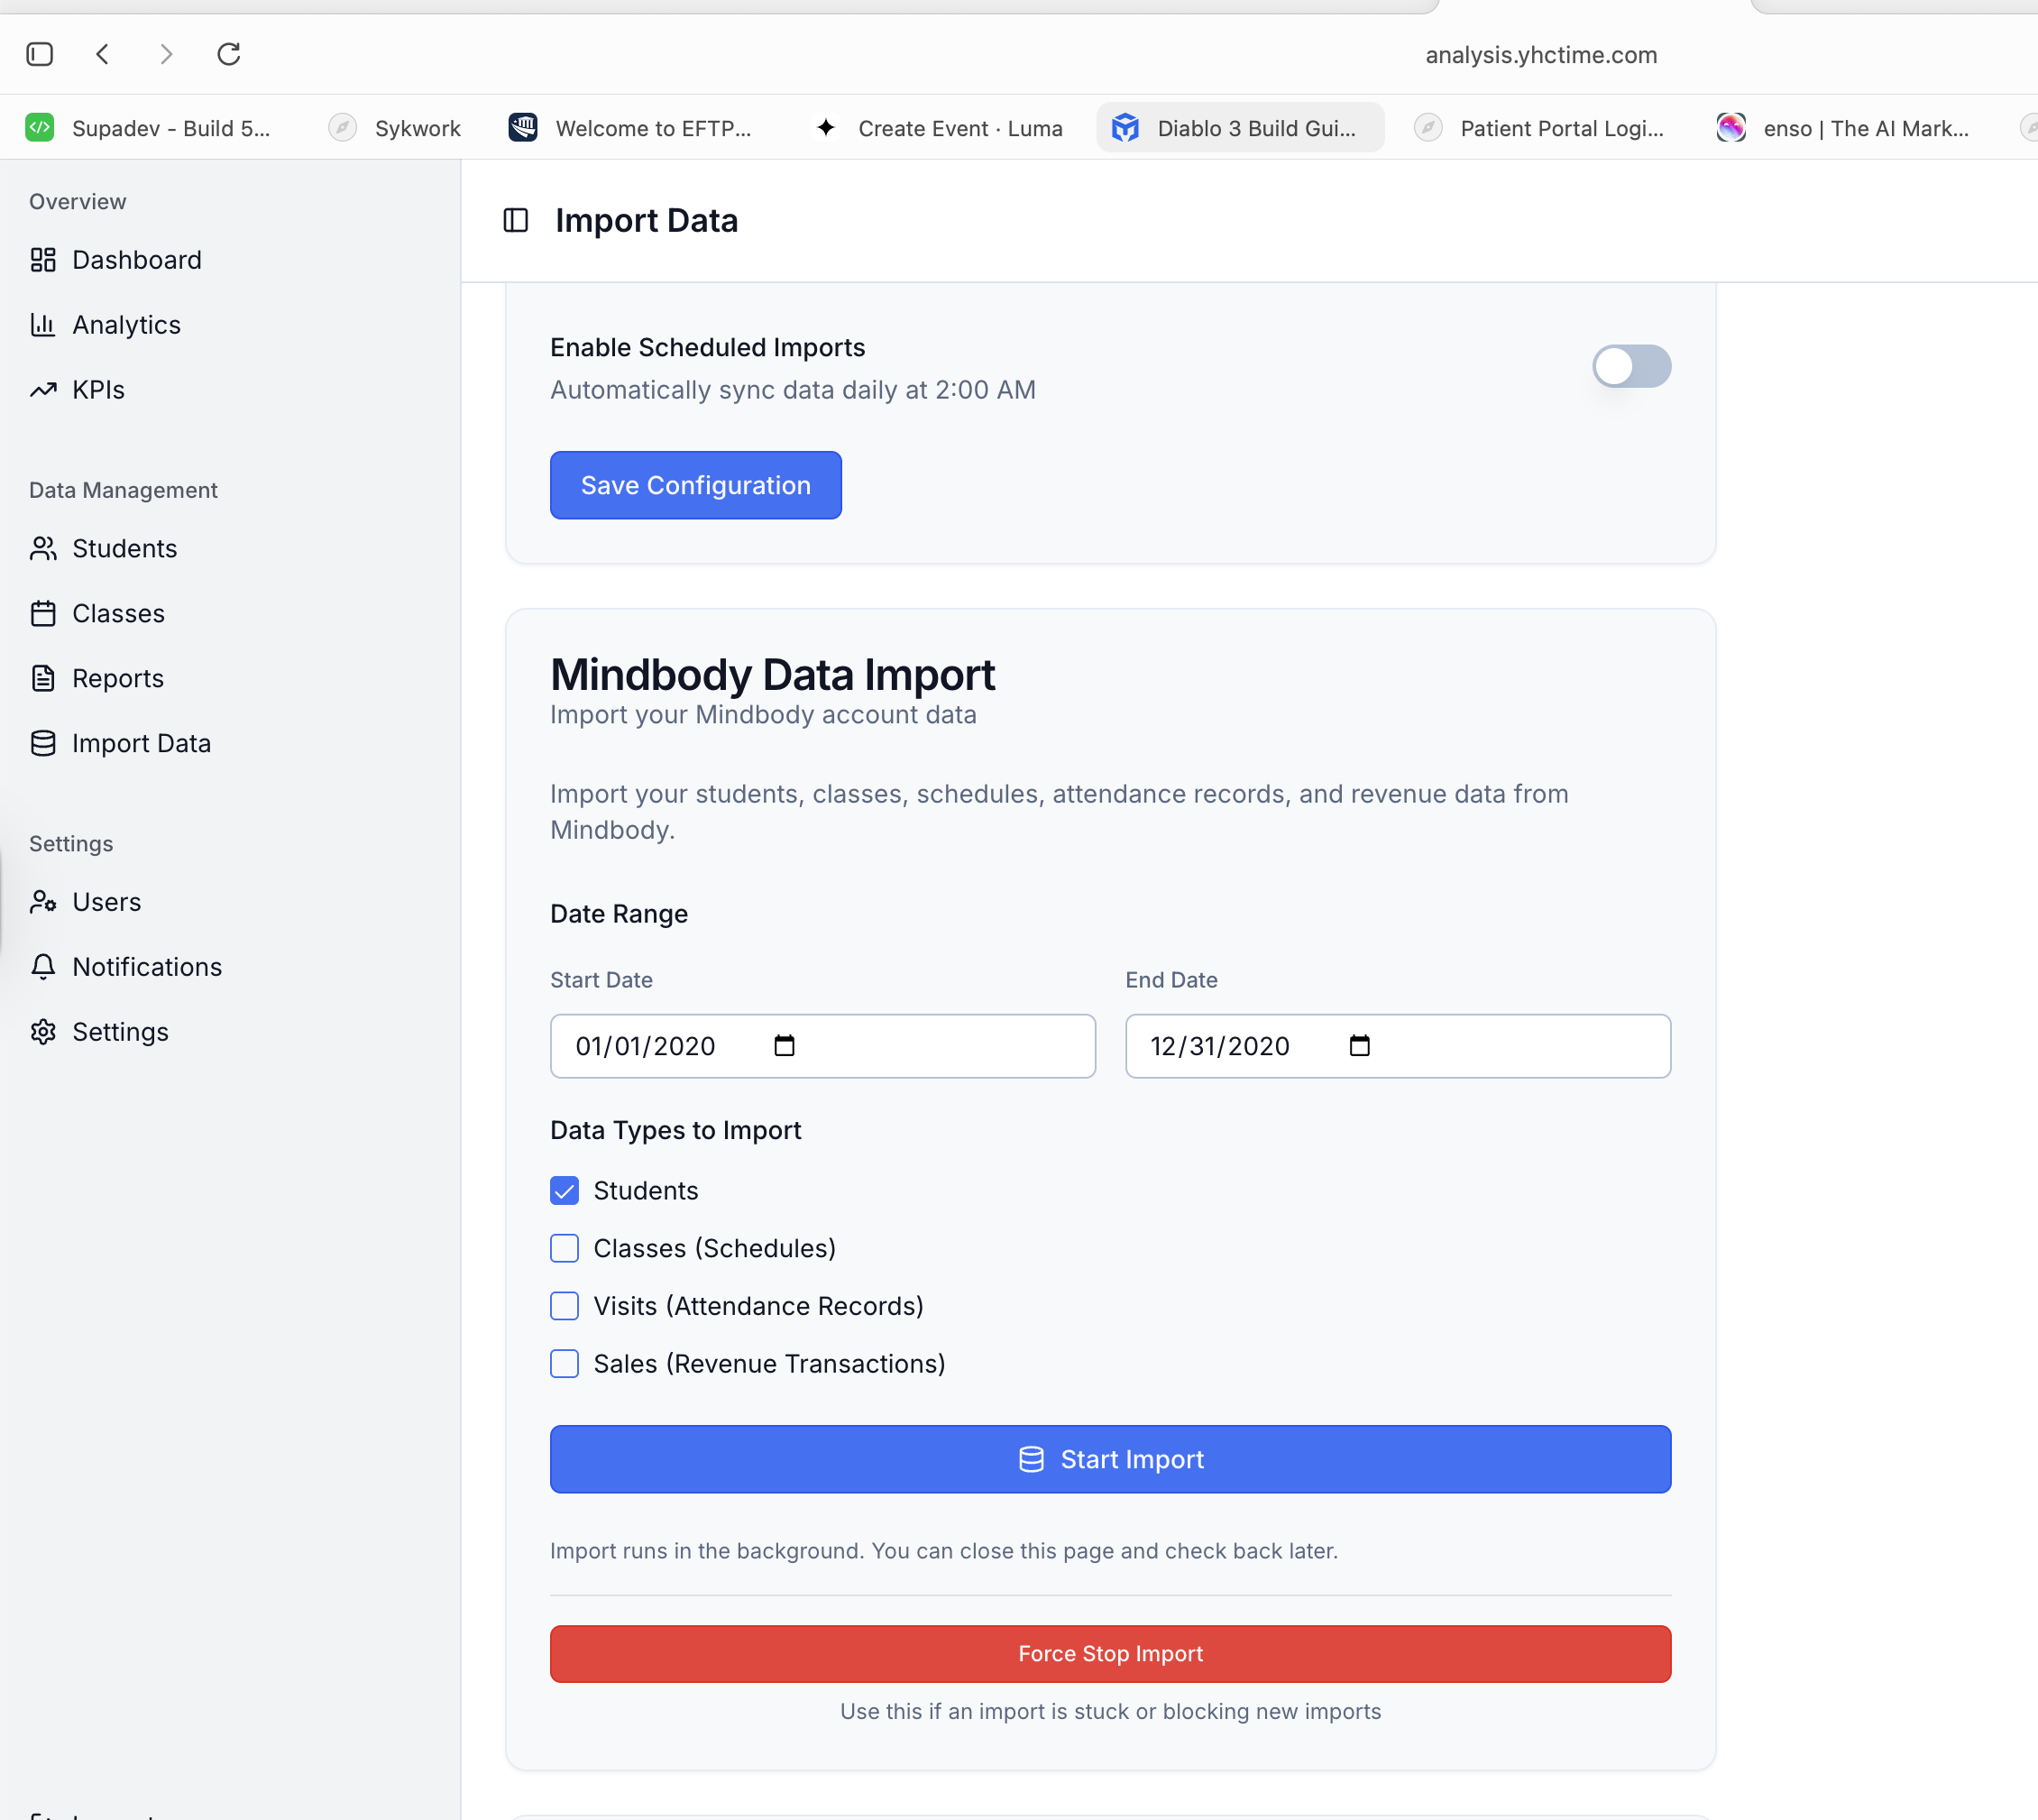 analysis.yhctime.com
Supadev - Build 5...
Sykwork
Welcome to EFTP...
Create Event · Luma
Diablo 3 Build Gui...
Patient Portal Logi...
enso | The AI Mark...
Overview
Dashboard
Analytics
KPIs
Data Management
Students
Classes
Reports
Import Data
Settings
Users
Notifications
Settings
Import Data
Enable Scheduled Imports
Automatically sync data daily at 2:00 AM
Save Configuration
Mindbody Data Import
Import your Mindbody account data
Import your students, classes, schedules, attendance records, and revenue data from
Mindbody.
Date Range
Start Date
End Date
01/01/2020
12/31/2020
Data Types to Import
Students
Classes (Schedules)
Visits (Attendance Records)
Sales (Revenue Transactions)
Start Import
Import runs in the background. You can close this page and check back later.
Force Stop Import
Use this if an import is stuck or blocking new imports